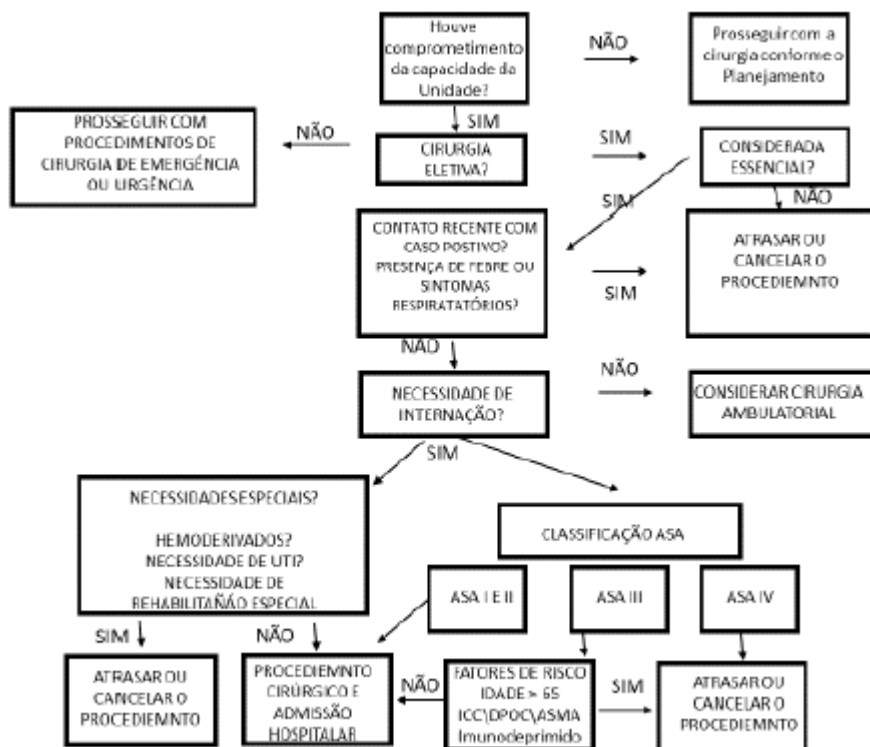 Houve
comprometimento
da capacidade da
Unidade?
NÃO
Prosseguir com a
cirurgia conforme o
Planejamento
SIM
PROSSEGUIR COM
PROCEDIMENTOS DE
CIRURGIA DE EMERGÊNCIA
OU URGÊNCIA
NÃO
CIRURGIA
ELETIVA?
SIM
CONSIDERADA
ESSENCIAL?
SIM
NÃO
CONTATO RECENTE COM
CASO POSTIVO?
PRESENÇA DE FEBRE OU
SINTOMAS
RESPIRATATÓRIOS?
SIM
ATRASAR OU
CANCELAR O
PROCEDIEMNTO
NÃO
NECESSIDADE DE
INTERNAÇÃO?
NÃO
CONSIDERAR CIRURGIA
AMBULATORIAL
SIM
NECESSIDADES ESPECIAIS?
HEMODERIVADOS?
NECESSIDADE DE UTI?
NECESSIDADE DE
REHABILITAÑÁO ESPECIAL
CLASSIFICAÇÃO ASA
ASA I E II
ASA III
ASA IV
SIM
NÃO
ATRASAR OU
CANCELAR O
PROCEDIEMNTO
PROCEDIEMNTO
CIRÚRGICO E
ADMISSÃO
HOSPITALAR
NÃO
FATORES DE RISCO
IDADE > 65
ICC\DPOC\ASMA
Imunodeprimido
SIM
ATRASAR OU
CANCELAR O
PROCEDIEMNTO